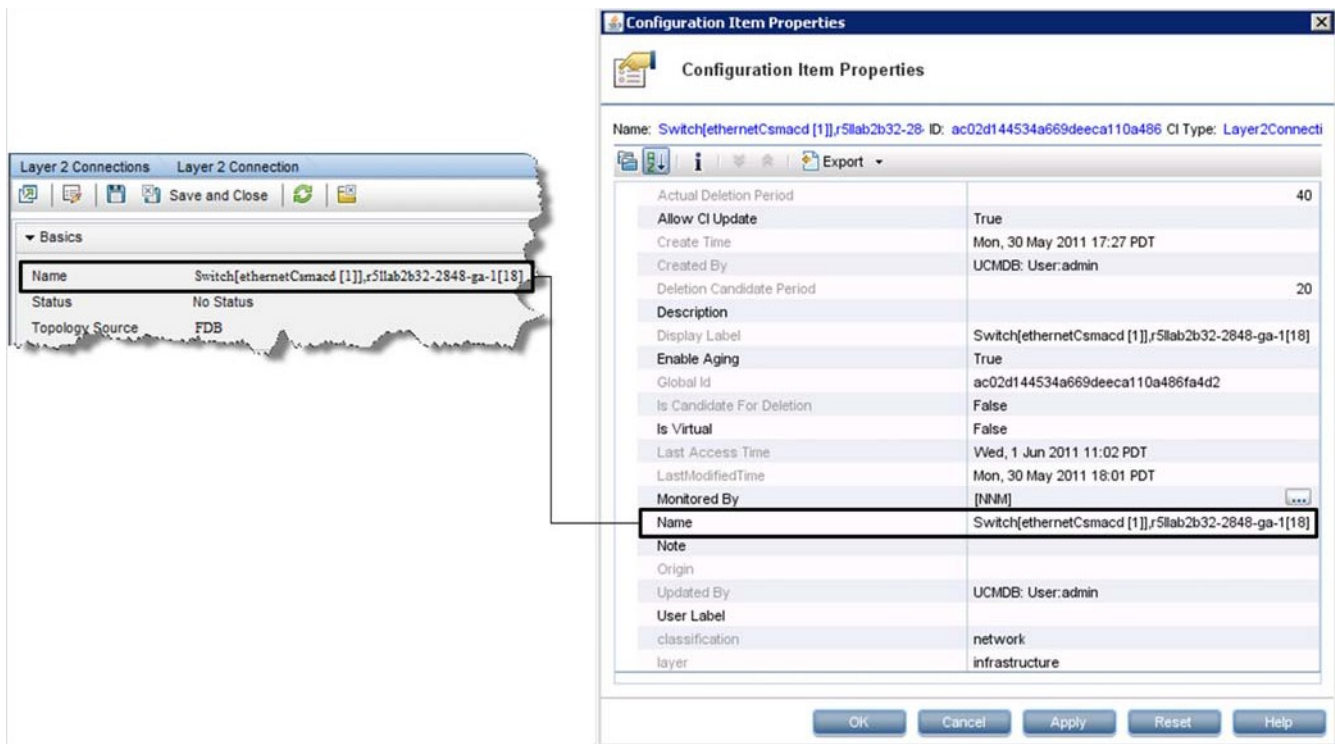 Layer 2 Connections Layer 2 Connection
Save and Close
Basics
Name Switch[ethernetCsmacd [1]],r5llab2b32-2848-ga-1[18]
Status No Status
Topology Source FDB
Configuration Item Properties
Configuration Item Properties
Name: Switch[ethernetCsmacd [1]],r5llab2b32-28- ID: ac02d144534a669deeca110a486 CI Type: Layer2Connecti
Export
Actual Deletion Period 40
Allow CI Update True
Create Time Mon, 30 May 2011 17:27 PDT
Created By UCMDB: User:admin
Deletion Candidate Period 20
Description
Display Label Switch[ethernetCsmacd [1]],r5llab2b32-2848-ga-1[18]
Enable Aging True
Global Id ac02d144534a669deeca110a486fa4d2
Is Candidate For Deletion False
Is Virtual False
Last Access Time Wed, 1 Jun 2011 11:02 PDT
LastModifiedTime Mon, 30 May 2011 18:01 PDT
Monitored By [NNM] ...
Name Switch[ethernetCsmacd [1]],r5llab2b32-2848-ga-1[18]
Note
Origin
Updated By UCMDB: User:admin
User Label
classification network
layer infrastructure
OK Cancel Apply Reset Help